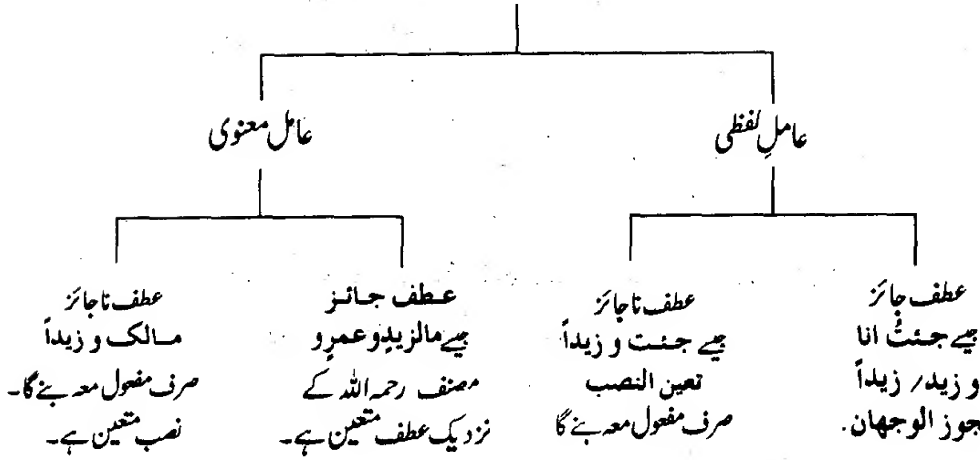 عاملِ لفظی
عامل معنوی
عطف جائز
جیسے جئتُ انا
و زید/ زیداً
جوز الوجهان.
عطف ناجائز
جیسے جئت و زیداً
تعین النصب
صرف مفعول معہ بنے گا
عطف جائز
جیسے مالزیدٍ و عمرٍو
مصنف رحمہ اللہ کے
نزدیک عطف متعین ہے۔
عطف ناجائز
مالک و زیداً
صرف مفعول معہ بنے گا۔
نصب متعین ہے۔